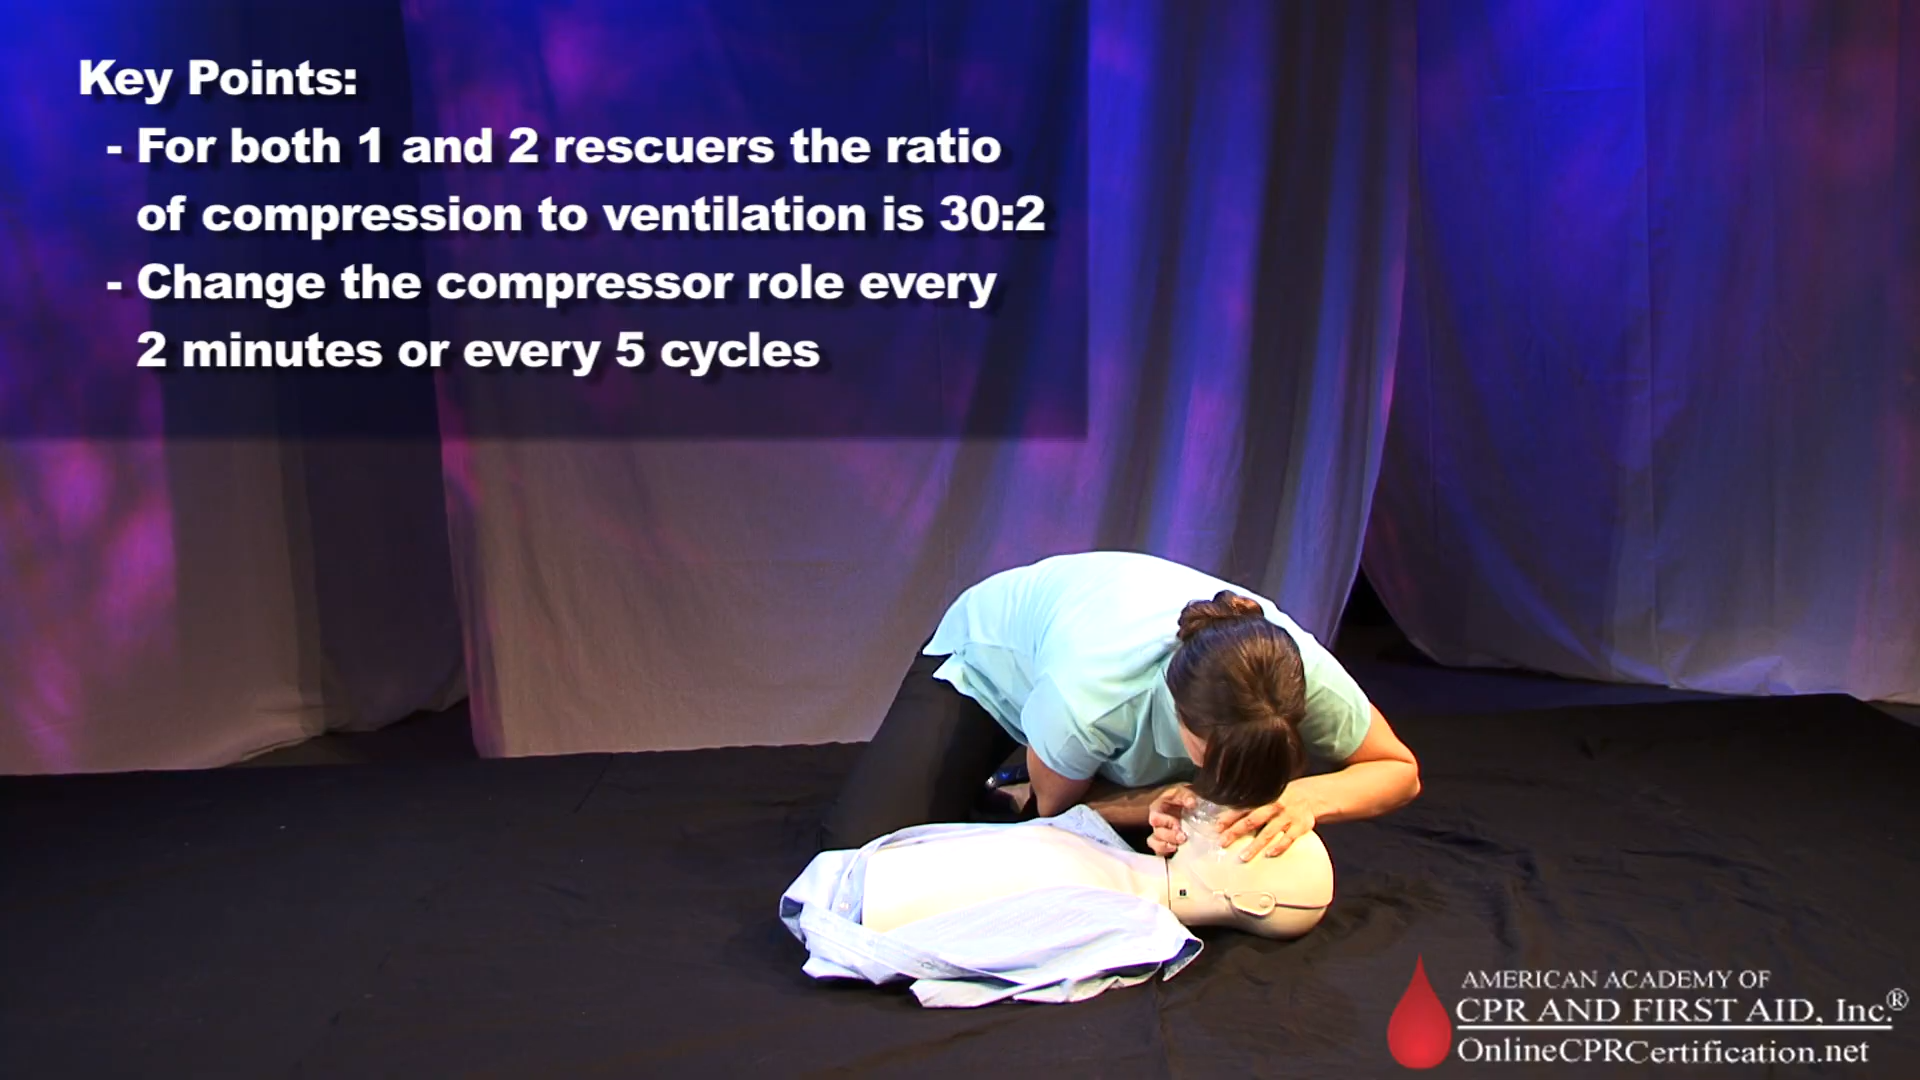 Key Points:
- For both 1 and 2 rescuers the ratio
of compression to ventilation is 30:2
- Change the compressor role every
2 minutes or every 5 cycles
AMERICAN ACADEMY OF
CPR AND FIRST AID, Inc.®
OnlineCPRCertification.net